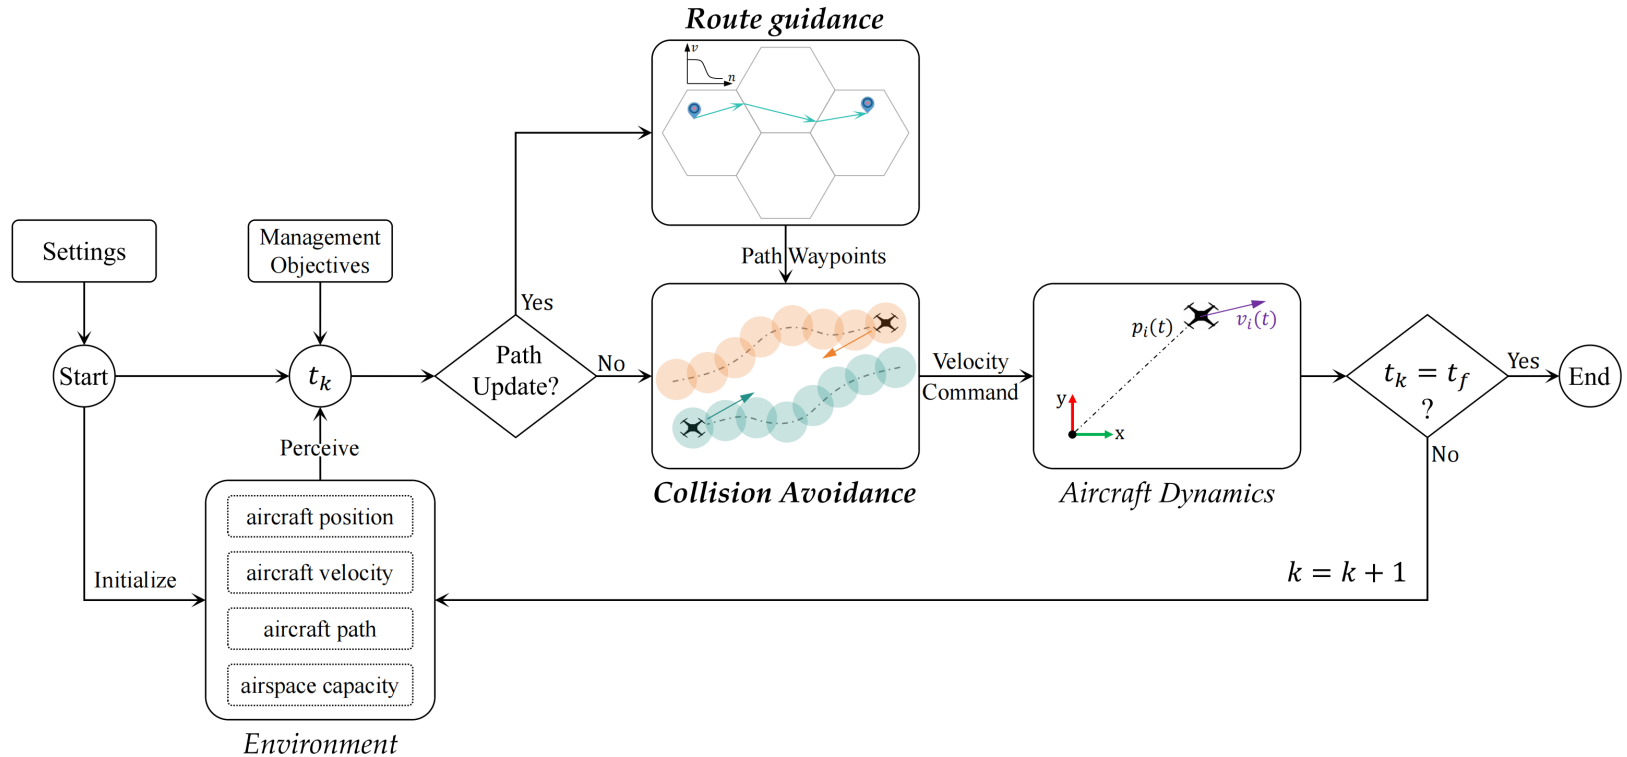 Route guidance
v
n
Settings
Management
Objectives
Path Waypoints
Yes
Start
t_k
Path
Update?
No
Velocity
Command
p_i(t)
v_i(t)
y
x
t_k = t_f
?
Yes
End
No
Perceive
Collision Avoidance
Aircraft Dynamics
aircraft position
aircraft velocity
aircraft path
airspace capacity
Initialize
k = k + 1
Environment